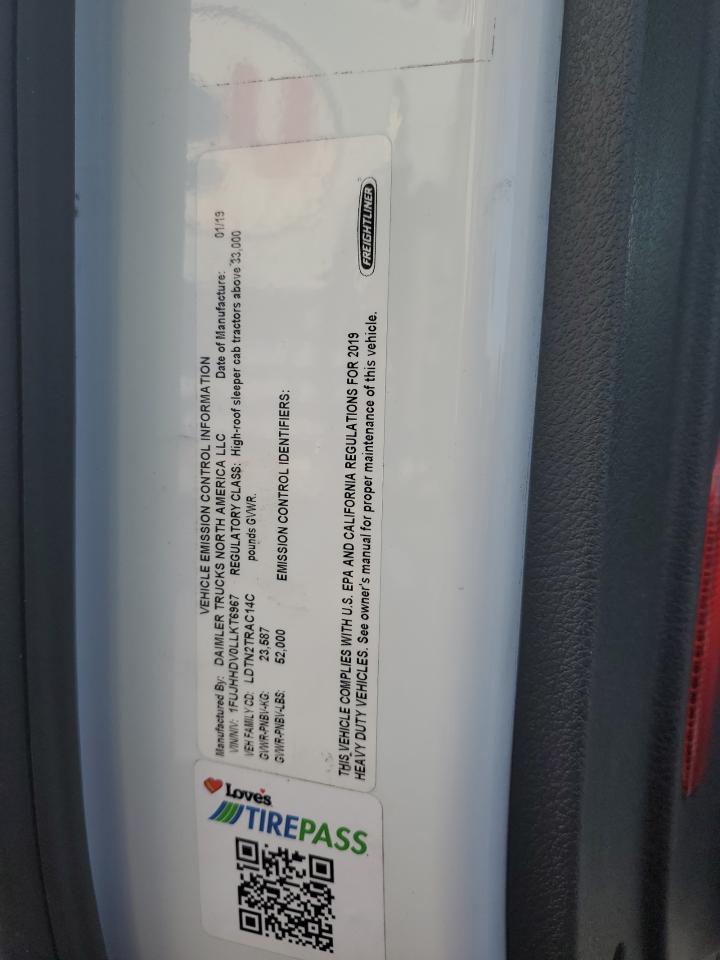 VEHICLE EMISSION CONTROL INFORMATION
Manufactured By: DAIMLER TRUCKS NORTH AMERICA LLC Date of Manufacture: 01/19
VIN/NIV: 1FUJHHDV0LLKT6967 REGULATORY CLASS: High-roof sleeper cab tractors above 33,000
VEH FAMILY CD: LDTN2TRAC14C pounds GVWR.
GVWR-PNBV-KG: 23,587
GVWR-PNBV-LBS: 52,000 EMISSION CONTROL IDENTIFIERS:
THIS VEHICLE COMPLIES WITH U.S. EPA AND CALIFORNIA REGULATIONS FOR 2019
HEAVY DUTY VEHICLES. See owner's manual for proper maintenance of this vehicle.
FREIGHTLINER
Love's
TIREPASS